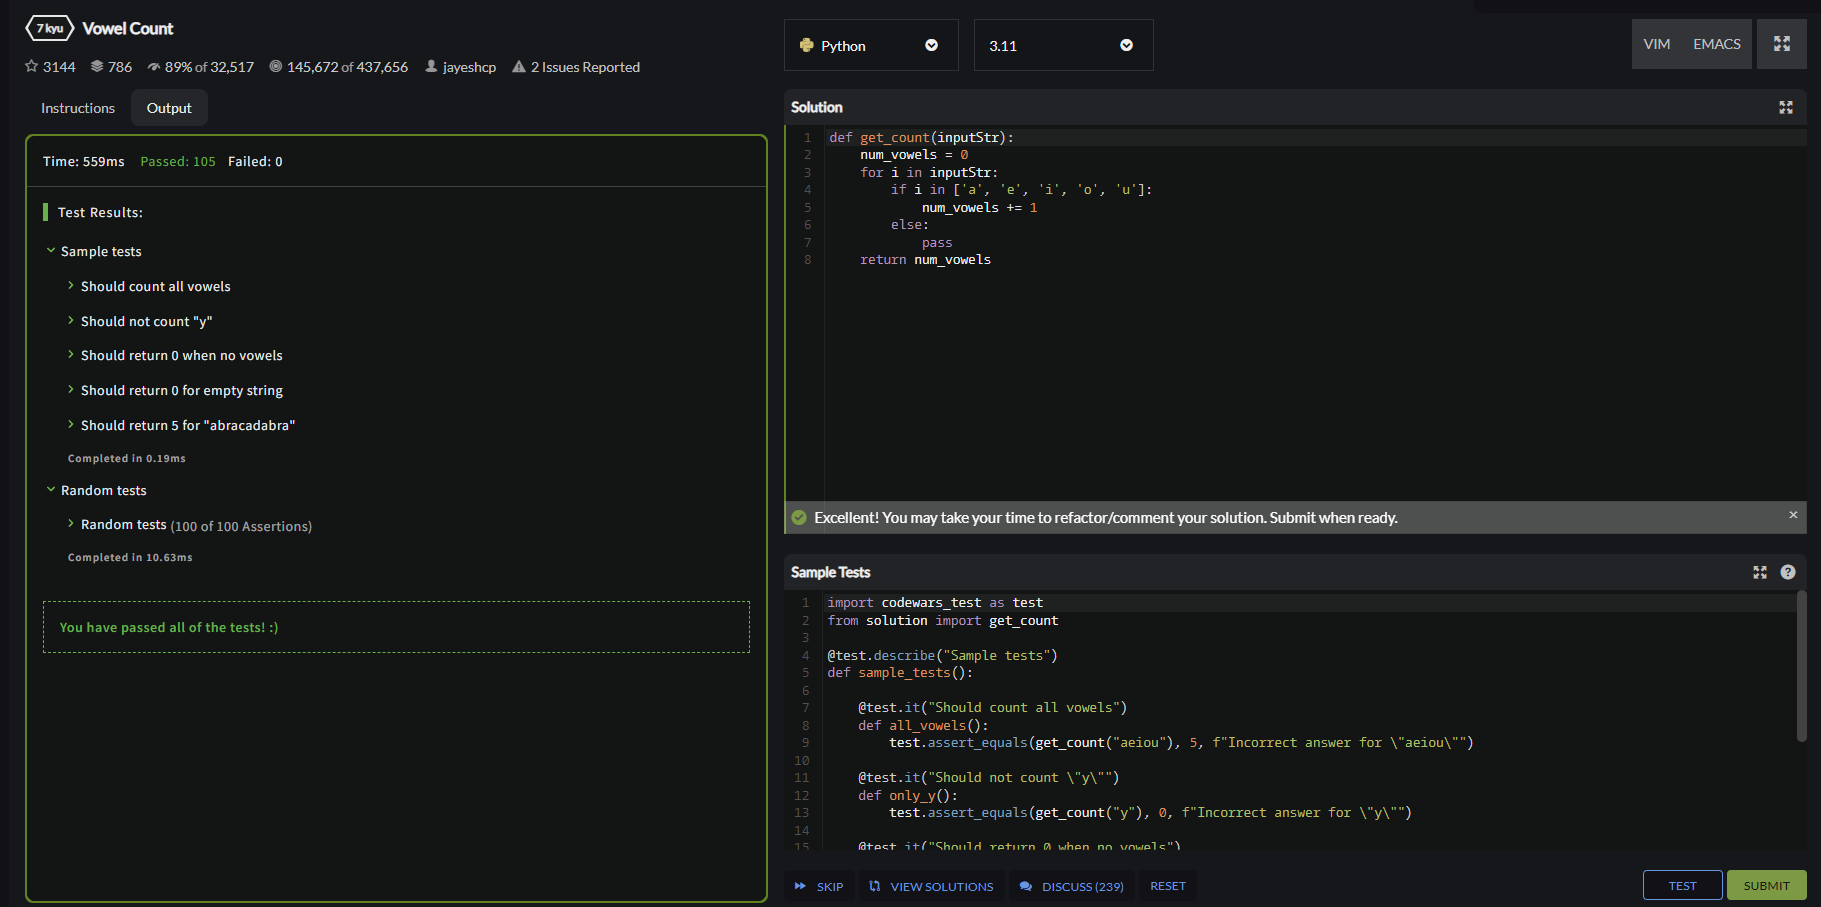 7 kyu Vowel Count
3144 786 89% of 32,517 145,672 of 437,656 jayeshcp 2 Issues Reported
Instructions Output
Time: 559ms Passed: 105 Failed: 0
Test Results:
Sample tests
Should count all vowels
Should not count "y"
Should return 0 when no vowels
Should return 0 for empty string
Should return 5 for "abracadabra"
Completed in 0.19ms
Random tests
Random tests (100 of 100 Assertions)
Completed in 10.63ms
You have passed all of the tests! :)
Python 3.11 VIM EMACS
Solution
1 def get_count(inputStr):
2     num_vowels = 0
3     for i in inputStr:
4         if i in ['a', 'e', 'i', 'o', 'u']:
5             num_vowels += 1
6         else:
7             pass
8     return num_vowels
Excellent! You may take your time to refactor/comment your solution. Submit when ready. ×
Sample Tests ?
1 import codewars_test as test
2 from solution import get_count
3
4 @test.describe("Sample tests")
5 def sample_tests():
6
7     @test.it("Should count all vowels")
8     def all_vowels():
9         test.assert_equals(get_count("aeiou"), 5, f"Incorrect answer for \"aeiou\"")
10
11     @test.it("Should not count \"y\"")
12     def only_y():
13         test.assert_equals(get_count("y"), 0, f"Incorrect answer for \"y\"")
14
15     @test.it("Should return 0 when no vowels")
SKIP VIEW SOLUTIONS DISCUSS (239) RESET TEST SUBMIT